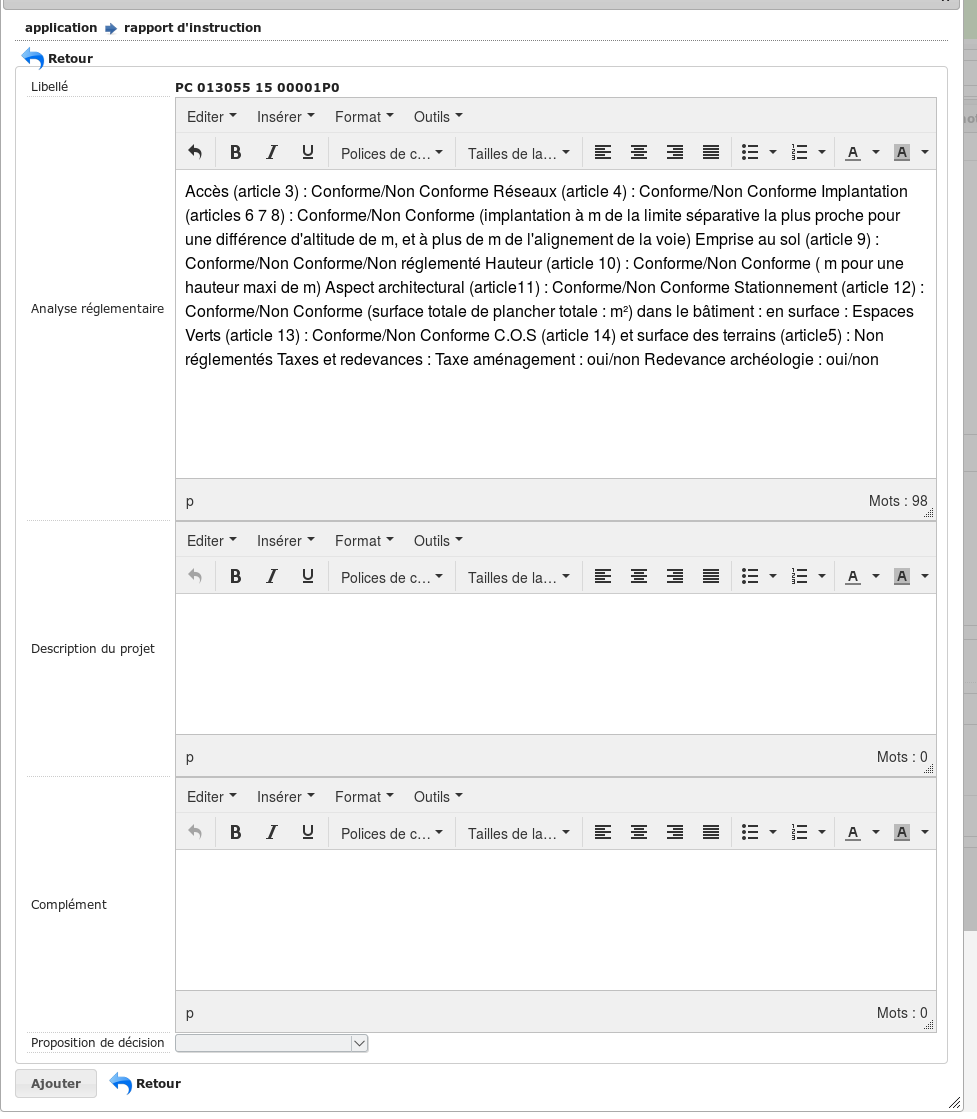 application rapport d'instruction
Retour
Libellé PC 013055 15 00001P0
Editer Insérer Format Outils
B I U Polices de c... Tailles de la... A A
Analyse réglementaire
Accès (article 3) : Conforme/Non Conforme Réseaux (article 4) : Conforme/Non Conforme Implantation
(articles 6 7 8) : Conforme/Non Conforme (implantation à m de la limite séparative la plus proche pour
une différence d'altitude de m, et à plus de m de l'alignement de la voie) Emprise au sol (article 9) :
Conforme/Non Conforme/Non réglementé Hauteur (article 10) : Conforme/Non Conforme ( m pour une
hauteur maxi de m) Aspect architectural (article11) : Conforme/Non Conforme Stationnement (article 12) :
Conforme/Non Conforme (surface totale de plancher totale : m²) dans le bâtiment : en surface : Espaces
Verts (article 13) : Conforme/Non Conforme C.O.S (article 14) et surface des terrains (article5) : Non
réglementés Taxes et redevances : Taxe aménagement : oui/non Redevance archéologie : oui/non
p Mots : 98
Editer Insérer Format Outils
B I U Polices de c... Tailles de la... A A
Description du projet
p Mots : 0
Editer Insérer Format Outils
B I U Polices de c... Tailles de la... A A
Complément
p Mots : 0
Proposition de décision
Ajouter Retour